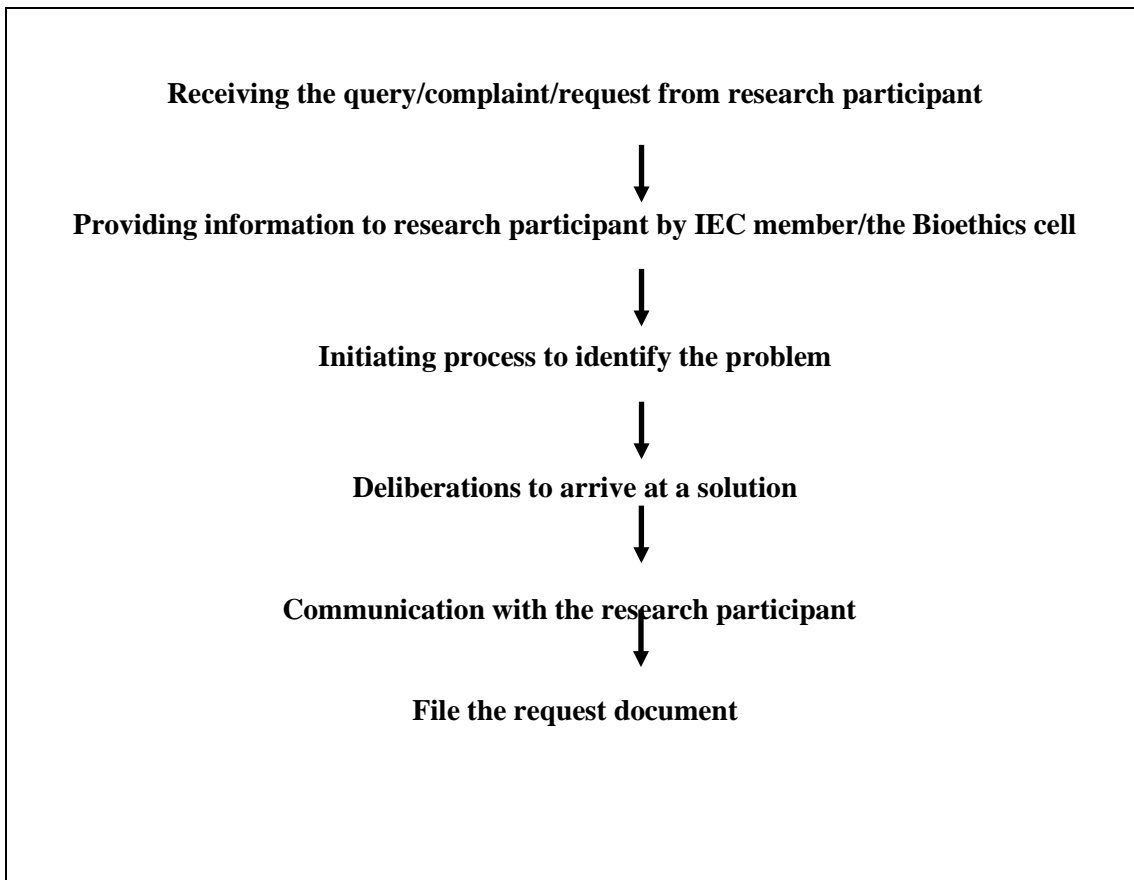 Receiving the query/complaint/request from research participant
Providing information to research participant by IEC member/the Bioethics cell
Initiating process to identify the problem
Deliberations to arrive at a solution
Communication with the research participant
File the request document